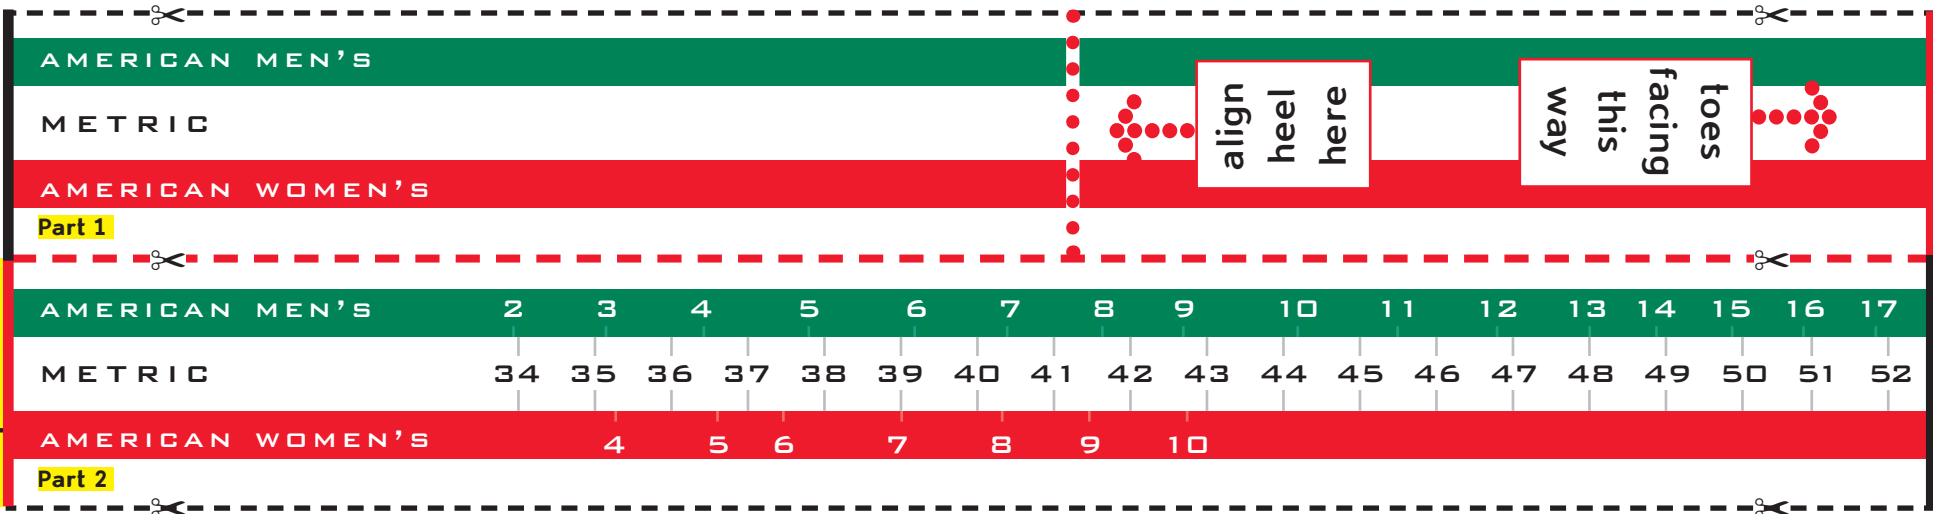 AMERICAN MEN'S
METRIC
AMERICAN WOMEN'S
align
heel
here
toes
facing
this
way
Part 1
AMERICAN MEN'S 2 3 4 5 6 7 8 9 10 11 12 13 14 15 16 17
METRIC 34 35 36 37 38 39 40 41 42 43 44 45 46 47 48 49 50 51 52
AMERICAN WOMEN'S 4 5 6 7 8 9 10
Part 2